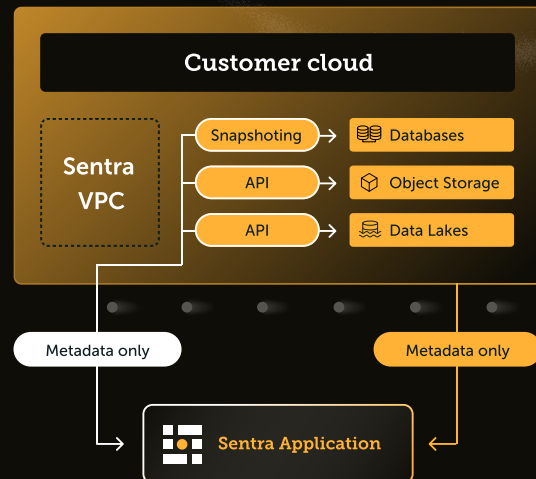 Customer cloud
Sentra
VPC
Snapshoting
Databases
API
Object Storage
API
Data Lakes
Metadata only
Metadata only
Sentra Application